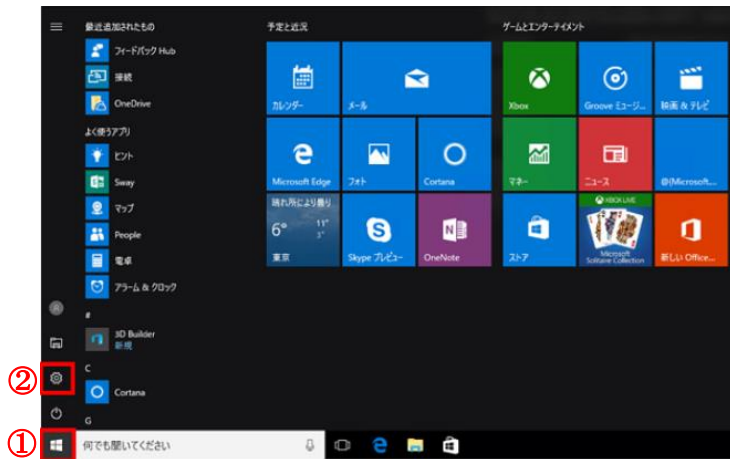 最近追加されたもの
フィードバック Hub
接続
OneDrive
よく使うアプリ
ヒント
Sway
マップ
People
電卓
アラーム & クロック
#
3D Builder
新規
C
Cortana
G
予定と近況
カレンダー
メール
Microsoft Edge
フォト
Cortana
晴れ所により曇り
6°
11°
3°
東京
Skype プレビュー
OneNote
ゲームとエンターテイメント
Xbox
Groove ミュージ...
映画 & テレビ
マネー
ニュース
@{Microsoft....
ストア
XBOX LIVE
Microsoft
Solitaire Collection
新しい Office...
②
①
何でも聞いてください